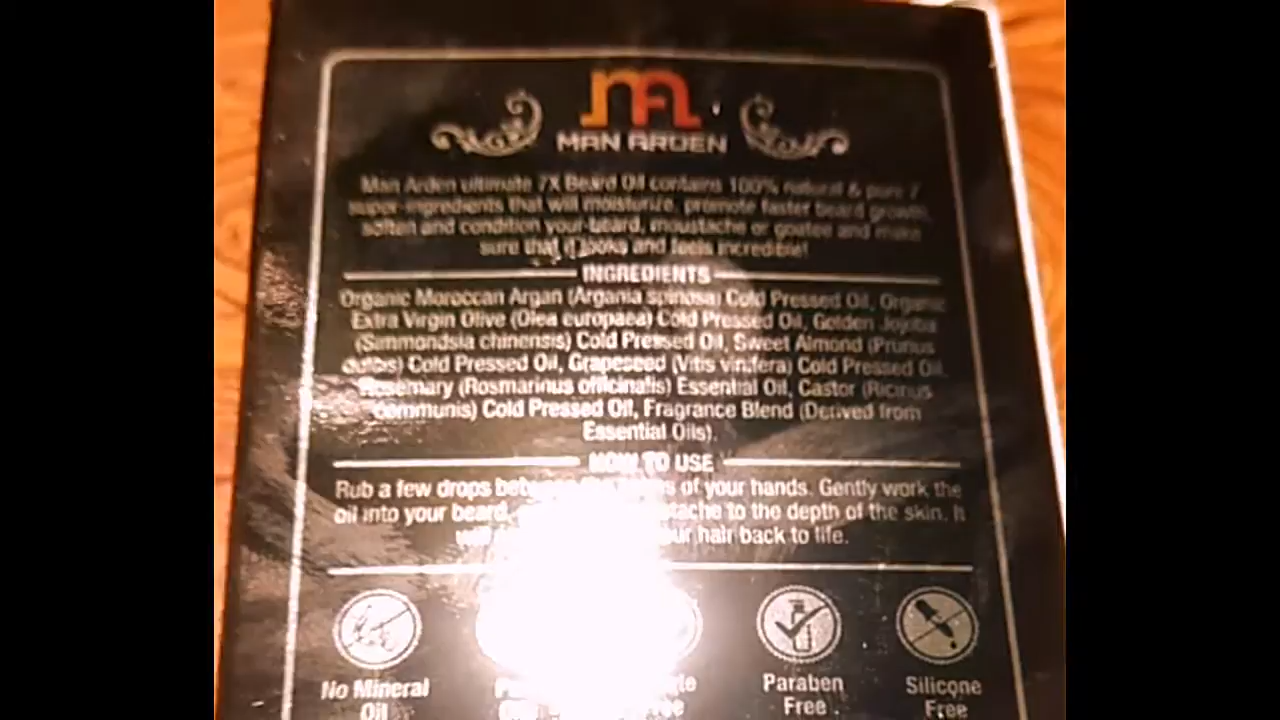 MAN ARDEN
Man Arden ultimate 7X Beard Oil contains 100% natural & pure 7
super-ingredients that will moisturize, promote faster beard growth,
soften and condition your beard, moustache or goatee and make
sure that it looks and feels incredible!
INGREDIENTS
Organic Moroccan Argan (Argania spinosa) Cold Pressed Oil, Organic
Extra Virgin Olive (Olea europaea) Cold Pressed Oil, Golden Jojoba
(Simmondsia chinensis) Cold Pressed Oil, Sweet Almond (Prunus
dulcis) Cold Pressed Oil, Grapeseed (Vitis vinifera) Cold Pressed Oil,
Rosemary (Rosmarinus officinalis) Essential Oil, Castor (Ricinus
communis) Cold Pressed Oil, Fragrance Blend (Derived from
Essential Oils).
HOW TO USE
Rub a few drops between the of your hands. Gently work the
oil into your beard, to the depth of the skin. It
will hair back to life.
No Mineral
Oil
Paraben
Free
Silicone
Free